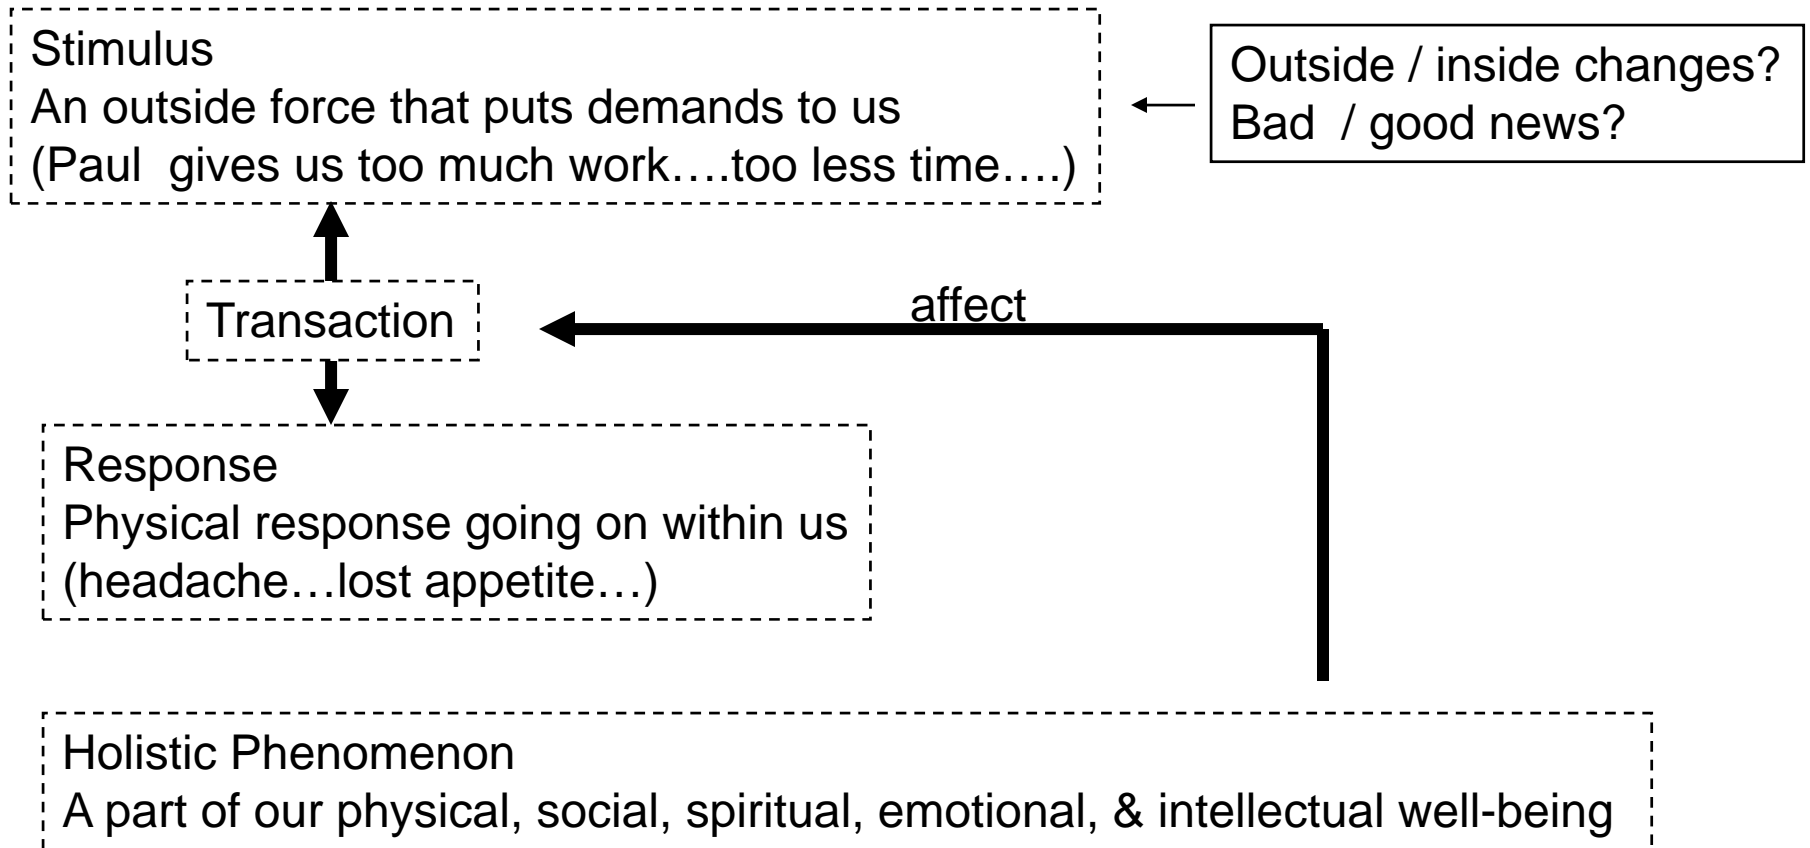 Stimulus
An outside force that puts demands to us
(Paul  gives us too much work….too less time….)
Outside / inside changes?
Bad  / good news?
Transaction
affect
Response
Physical response going on within us
(headache…lost appetite…)
Holistic Phenomenon
A part of our physical, social, spiritual, emotional, & intellectual well-being